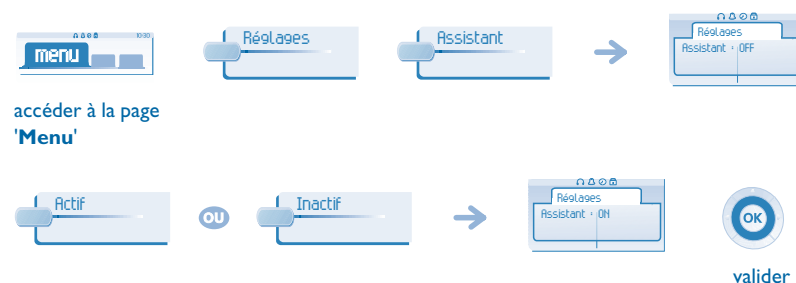 10:30
menu
Réglages
Assistant
Réglages
Assistant : OFF
accéder à la page
'Menu'
Actif
OU
Inactif
Réglages
Assistant : ON
OK
valider